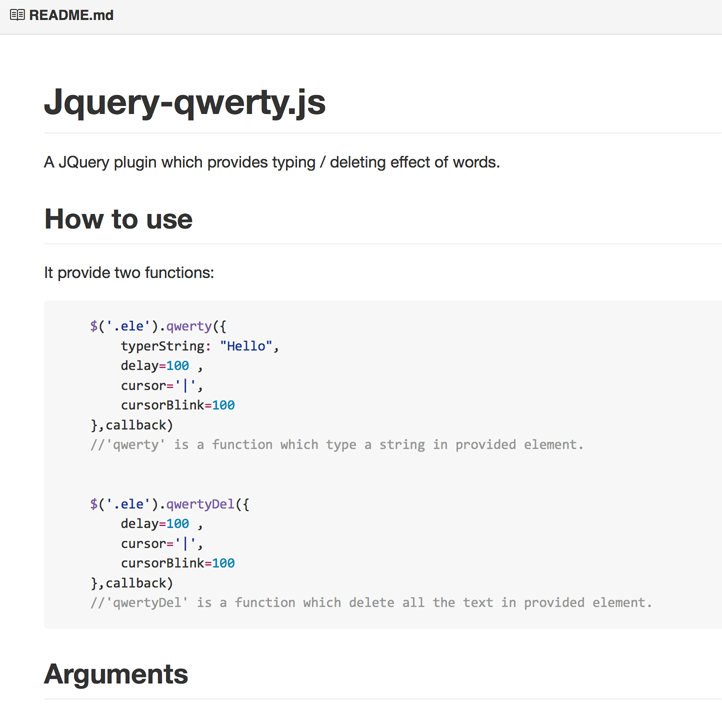 README.md
Jquery-qwerty.js
A JQuery plugin which provides typing / deleting effect of words.
How to use
It provide two functions:
$('.ele').qwerty({
typerString: "Hello",
delay=100 ,
cursor='|',
cursorBlink=100
},callback)
//'qwerty' is a function which type a string in provided element.
$('.ele').qwertyDel({
delay=100 ,
cursor='|',
cursorBlink=100
},callback)
//'qwertyDel' is a function which delete all the text in provided element.
Arguments